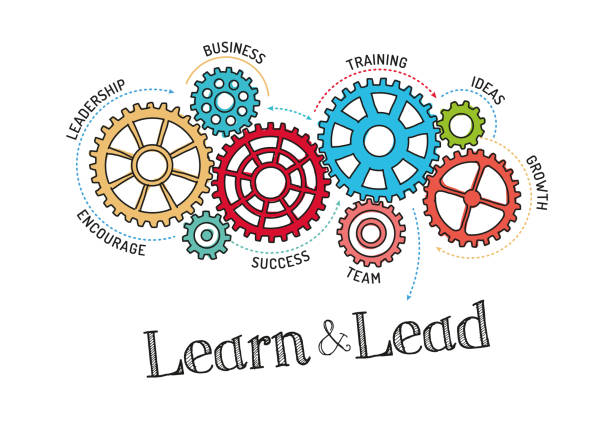 BUSINESS
TRAINING
LEADERSHIP
IDEAS
GROWTH
ENCOURAGE
SUCCESS
TEAM
Learn & Lead